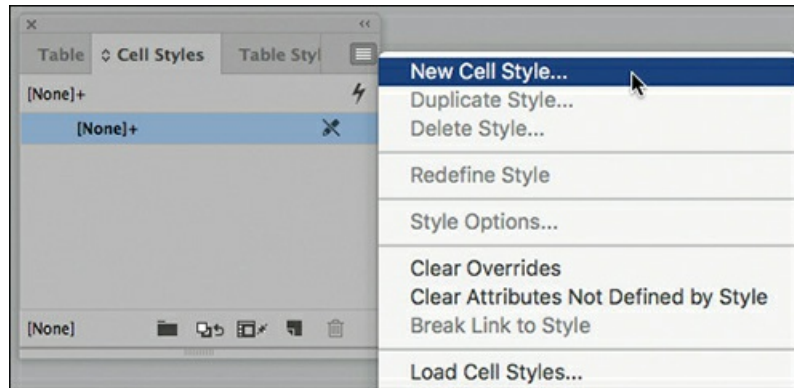 Table
Cell Styles
Table Styl
[None]+
[None]+
[None]
New Cell Style...
Duplicate Style...
Delete Style...
Redefine Style
Style Options...
Clear Overrides
Clear Attributes Not Defined by Style
Break Link to Style
Load Cell Styles...